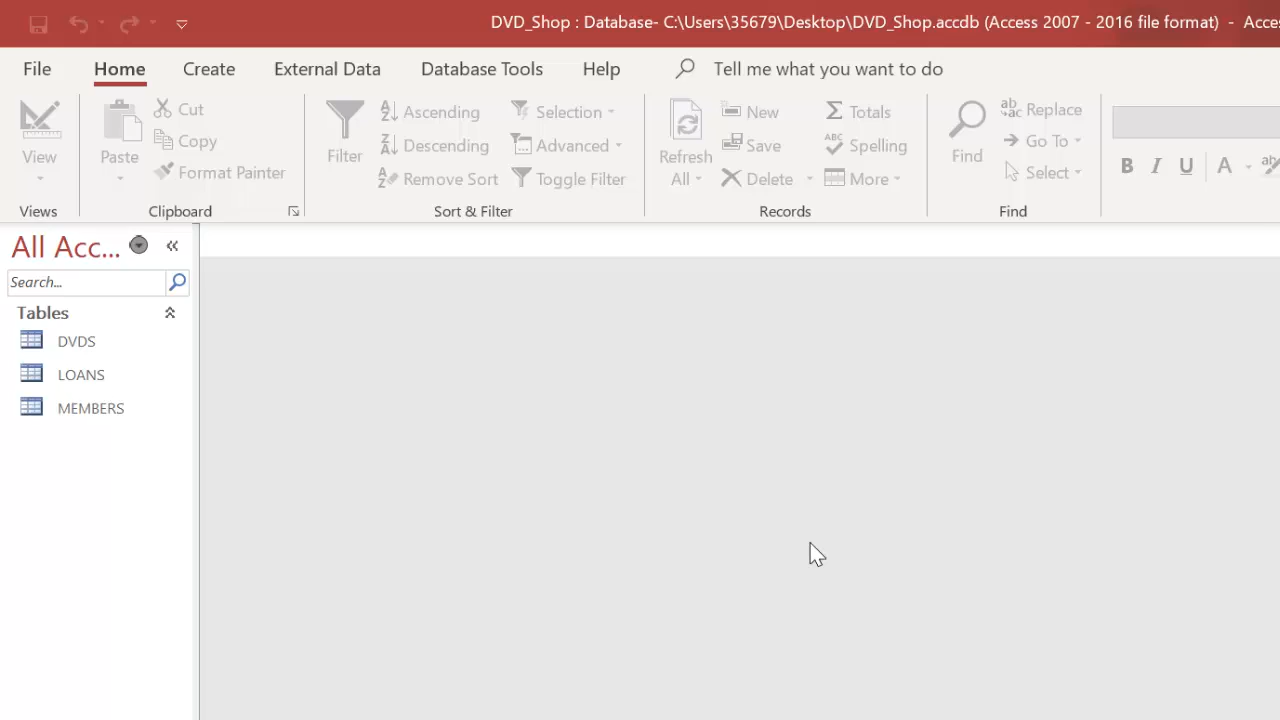 DVD_Shop : Database- C:\Users\35679\Desktop\DVD_Shop.accdb (Access 2007 - 2016 file format) - Acce
File Home Create External Data Database Tools Help Tell me what you want to do
View
Views
Paste
Cut
Copy
Format Painter
Clipboard
Filter
Ascending
Descending
Remove Sort
Selection
Advanced
Toggle Filter
Sort & Filter
Refresh
All
New
Save
Delete
Totals
Spelling
More
Records
Find
Replace
Go To
Select
Find
B I U A
All Acc...
Search...
Tables
DVDS
LOANS
MEMBERS